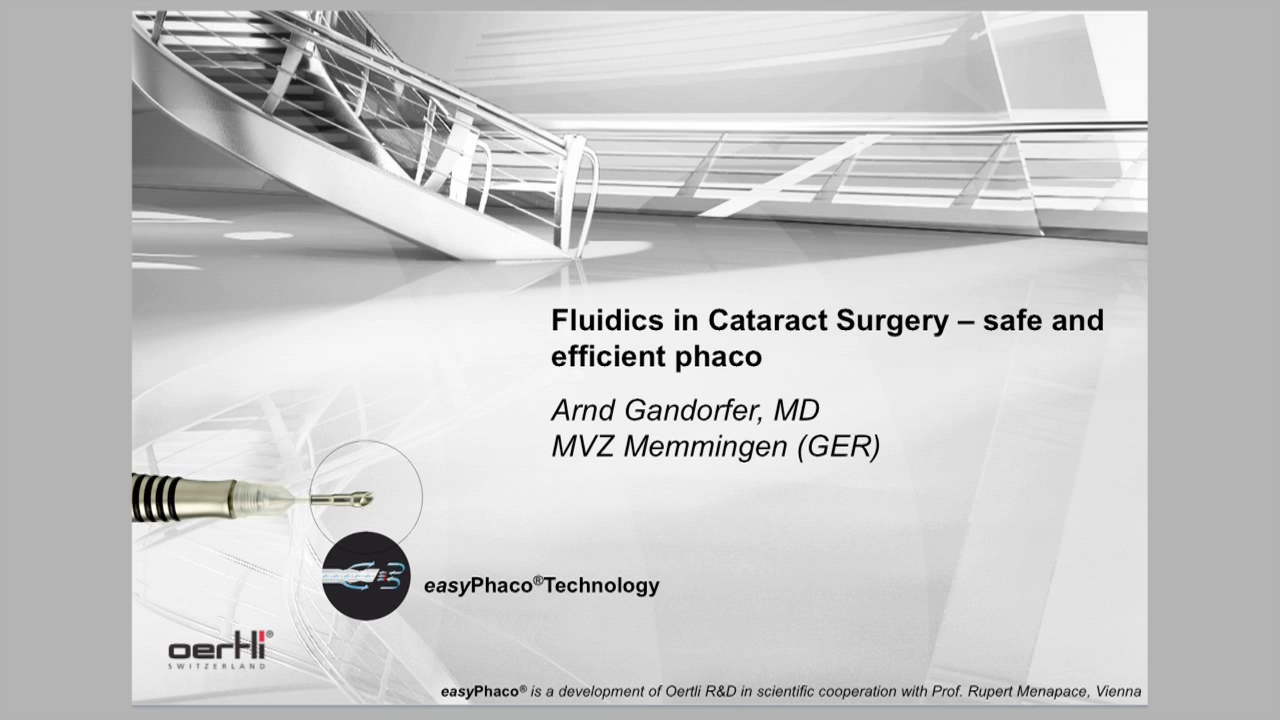 Fluidics in Cataract Surgery – safe and
efficient phaco
Arnd Gandorfer, MD
MVZ Memmingen (GER)
easyPhaco®Technology
oertli®
SWITZERLAND
easyPhaco® is a development of Oertli R&D in scientific cooperation with Prof. Rupert Menapace, Vienna